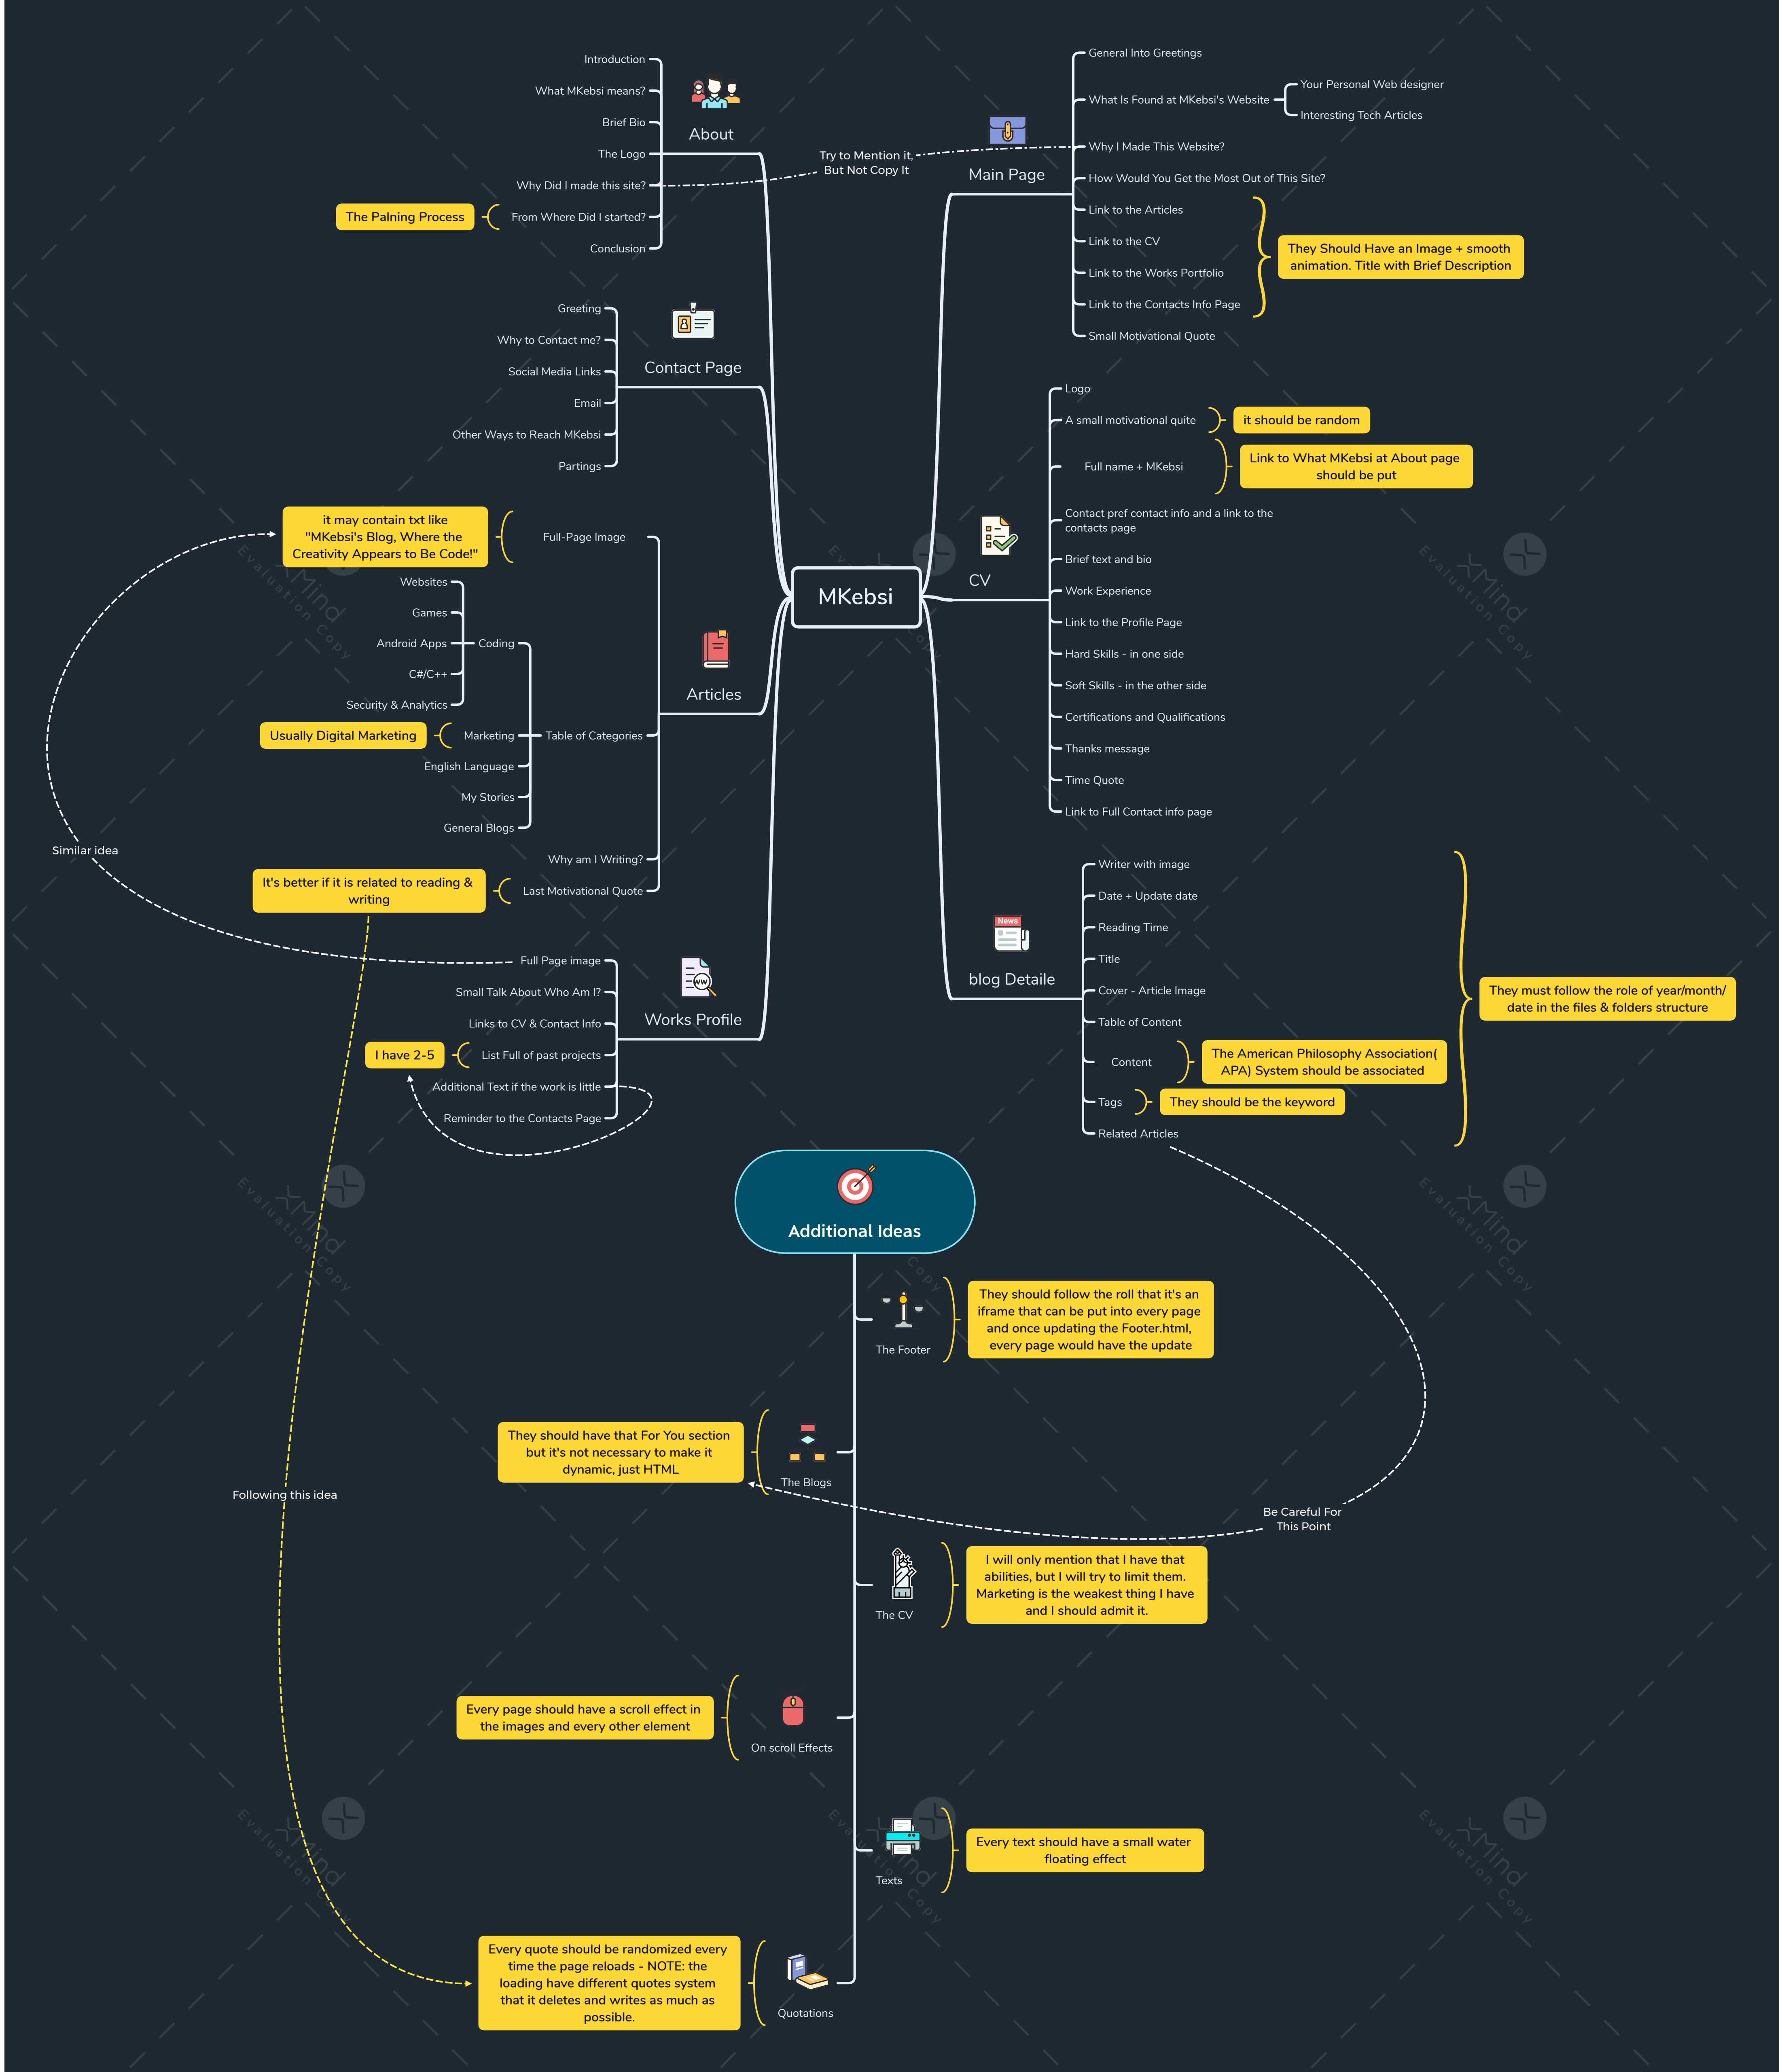 MKebsi
About
Introduction
What MKebsi means?
Brief Bio
The Logo
Why Did I made this site?
From Where Did I started?
The Palning Process
Conclusion
Try to Mention it,
But Not Copy It
Contact Page
Greeting
Why to Contact me?
Social Media Links
Email
Other Ways to Reach MKebsi
Partings
Articles
Full-Page Image
it may contain txt like
"MKebsi's Blog, Where the
Creativity Appears to Be Code!"
Table of Categories
Coding
Websites
Games
Android Apps
C#/C++
Security & Analytics
Marketing
Usually Digital Marketing
English Language
My Stories
General Blogs
Why am I Writing?
Last Motivational Quote
It's better if it is related to reading &
writing
Similar idea
Works Profile
Full Page image
Small Talk About Who Am I?
Links to CV & Contact Info
List Full of past projects
I have 2-5
Additional Text if the work is little
Reminder to the Contacts Page
Main Page
General Into Greetings
What Is Found at MKebsi's Website
Your Personal Web designer
Interesting Tech Articles
Why I Made This Website?
How Would You Get the Most Out of This Site?
Link to the Articles
Link to the CV
Link to the Works Portfolio
Link to the Contacts Info Page
They Should Have an Image + smooth
animation. Title with Brief Description
Small Motivational Quote
CV
Logo
A small motivational quite
it should be random
Full name + MKebsi
Link to What MKebsi at About page
should be put
Contact pref contact info and a link to the
contacts page
Brief text and bio
Work Experience
Link to the Profile Page
Hard Skills - in one side
Soft Skills - in the other side
Certifications and Qualifications
Thanks message
Time Quote
Link to Full Contact info page
blog Detaile
News
Writer with image
Date + Update date
Reading Time
Title
Cover - Article Image
Table of Content
Content
The American Philosophy Association(
APA) System should be associated
Tags
They should be the keyword
Related Articles
They must follow the role of year/month/
date in the files & folders structure
WW
Additional Ideas
The Footer
They should follow the roll that it's an
iframe that can be put into every page
and once updating the Footer.html,
every page would have the update
The Blogs
They should have that For You section
but it's not necessary to make it
dynamic, just HTML
Be Careful For
This Point
Following this idea
The CV
I will only mention that I have that
abilities, but I will try to limit them.
Marketing is the weakest thing I have
and I should admit it.
On scroll Effects
Every page should have a scroll effect in
the images and every other element
Texts
Every text should have a small water
floating effect
Quotations
Every quote should be randomized every
time the page reloads - NOTE: the
loading have different quotes system
that it deletes and writes as much as
possible.
XMind
Evaluation Copy
XMind
Evaluation Copy
XMind
Evaluation Copy
XMind
Evaluation Copy
XMind
Evaluation Copy
XMind
Evaluation Copy